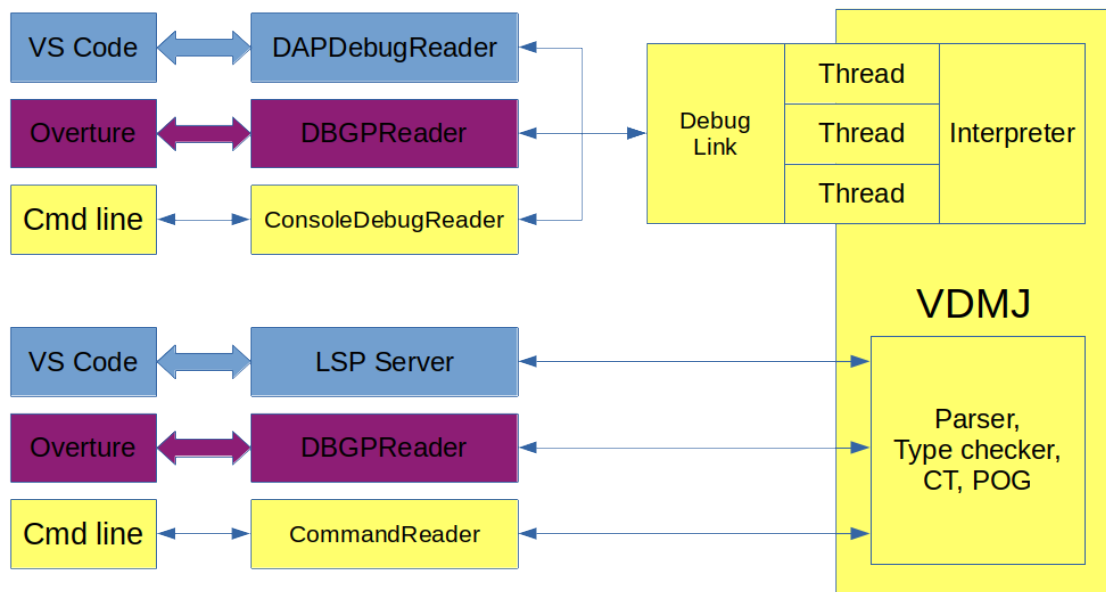 VS Code
DAPDebugReader
Overture
DBGPReader
Cmd line
ConsoleDebugReader
Debug
Link
Thread
Thread
Thread
Interpreter
VDMJ
VS Code
LSP Server
Overture
DBGPReader
Cmd line
CommandReader
Parser,
Type checker,
CT, POG